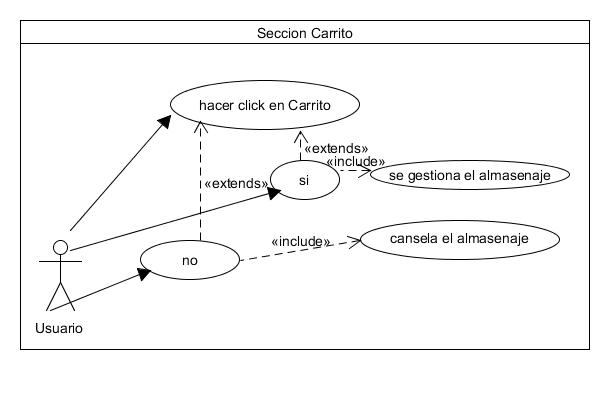 Seccion Carrito
hacer click en Carrito
«extends»
«include»
si
se gestiona el almasenaje
«extends»
«include»
cansela el almasenaje
no
Usuario